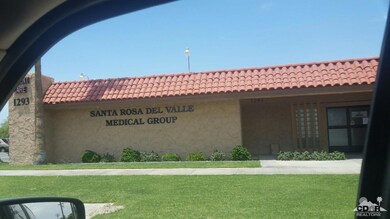 1293
SANTA ROSA DEL VALLE
MEDICAL GROUP